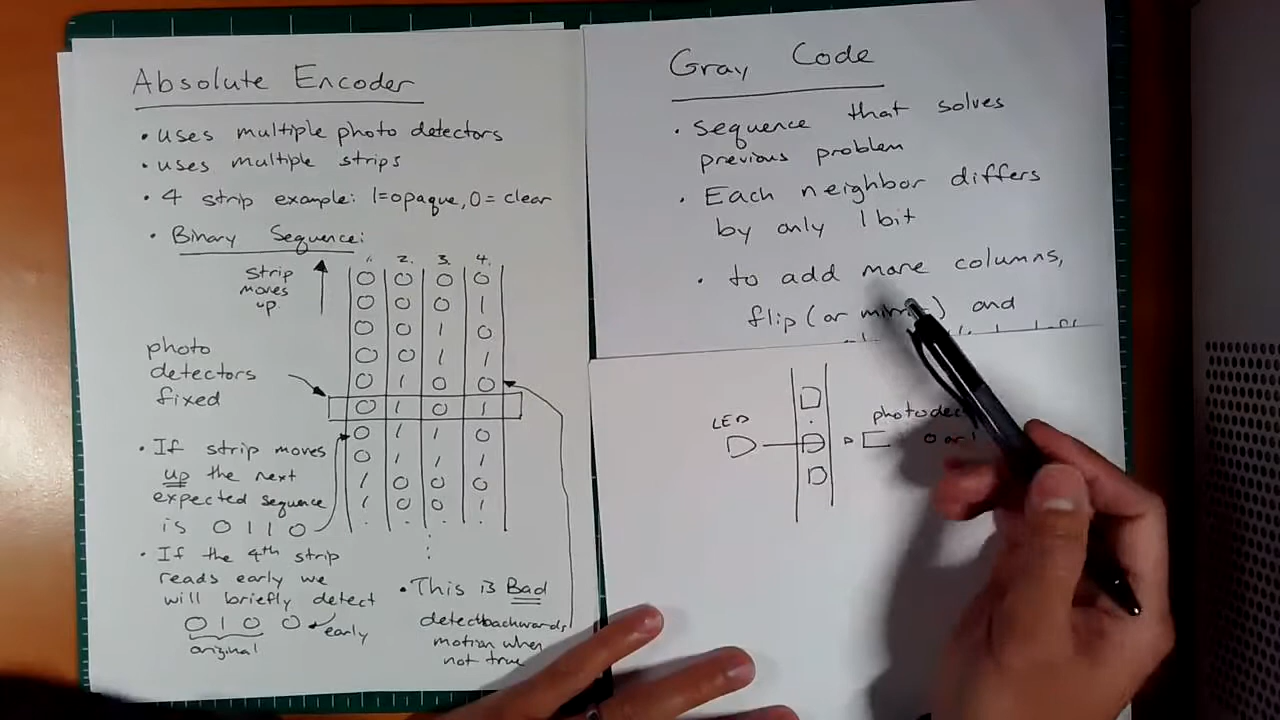 Absolute Encoder
• uses multiple photo detectors
• uses multiple strips
• 4 strip example: 1=opaque, 0 = clear
• Binary Sequence:
strip
moves
up.
1. 2. 3. 4.
0 0 0 0
0 0 0 1
0 0 1 0
0 0 1 1
0 1 0 0
0 1 0 1
0 1 1 0
0 1 1 1
1 0 0 0
1 0 0 1
photo
detectors
fixed
• If strip moves
up the next
expected sequence
is 0110
• If the 4th strip
reads early we
will briefly detect
0 1 0 0 early
original
• This is Bad
detect backwards
motion when
not true
Gray Code
• sequence that solves
previous problem
• Each neighbor differs
by only 1 bit
• to add more columns,
flip (or mirror) and
LED
0 or 1